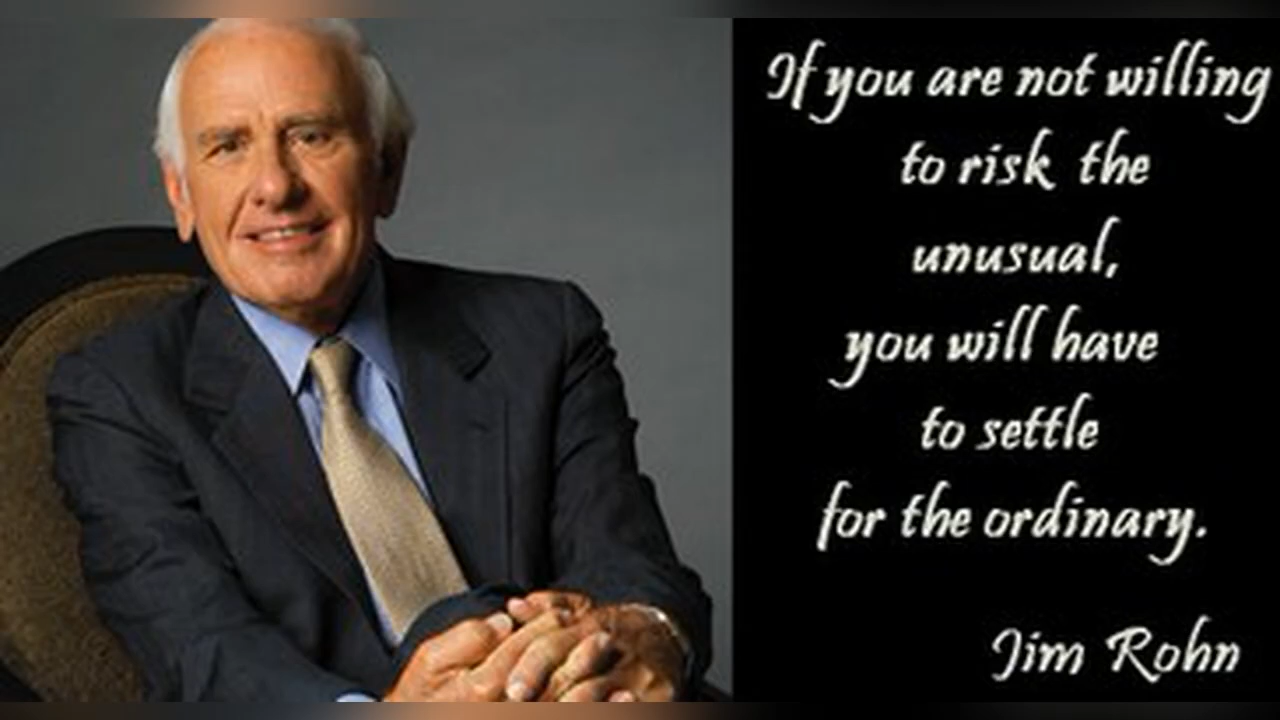 If you are not willing
to risk the
unusual,
you will have
to settle
for the ordinary.
Jim Rohn